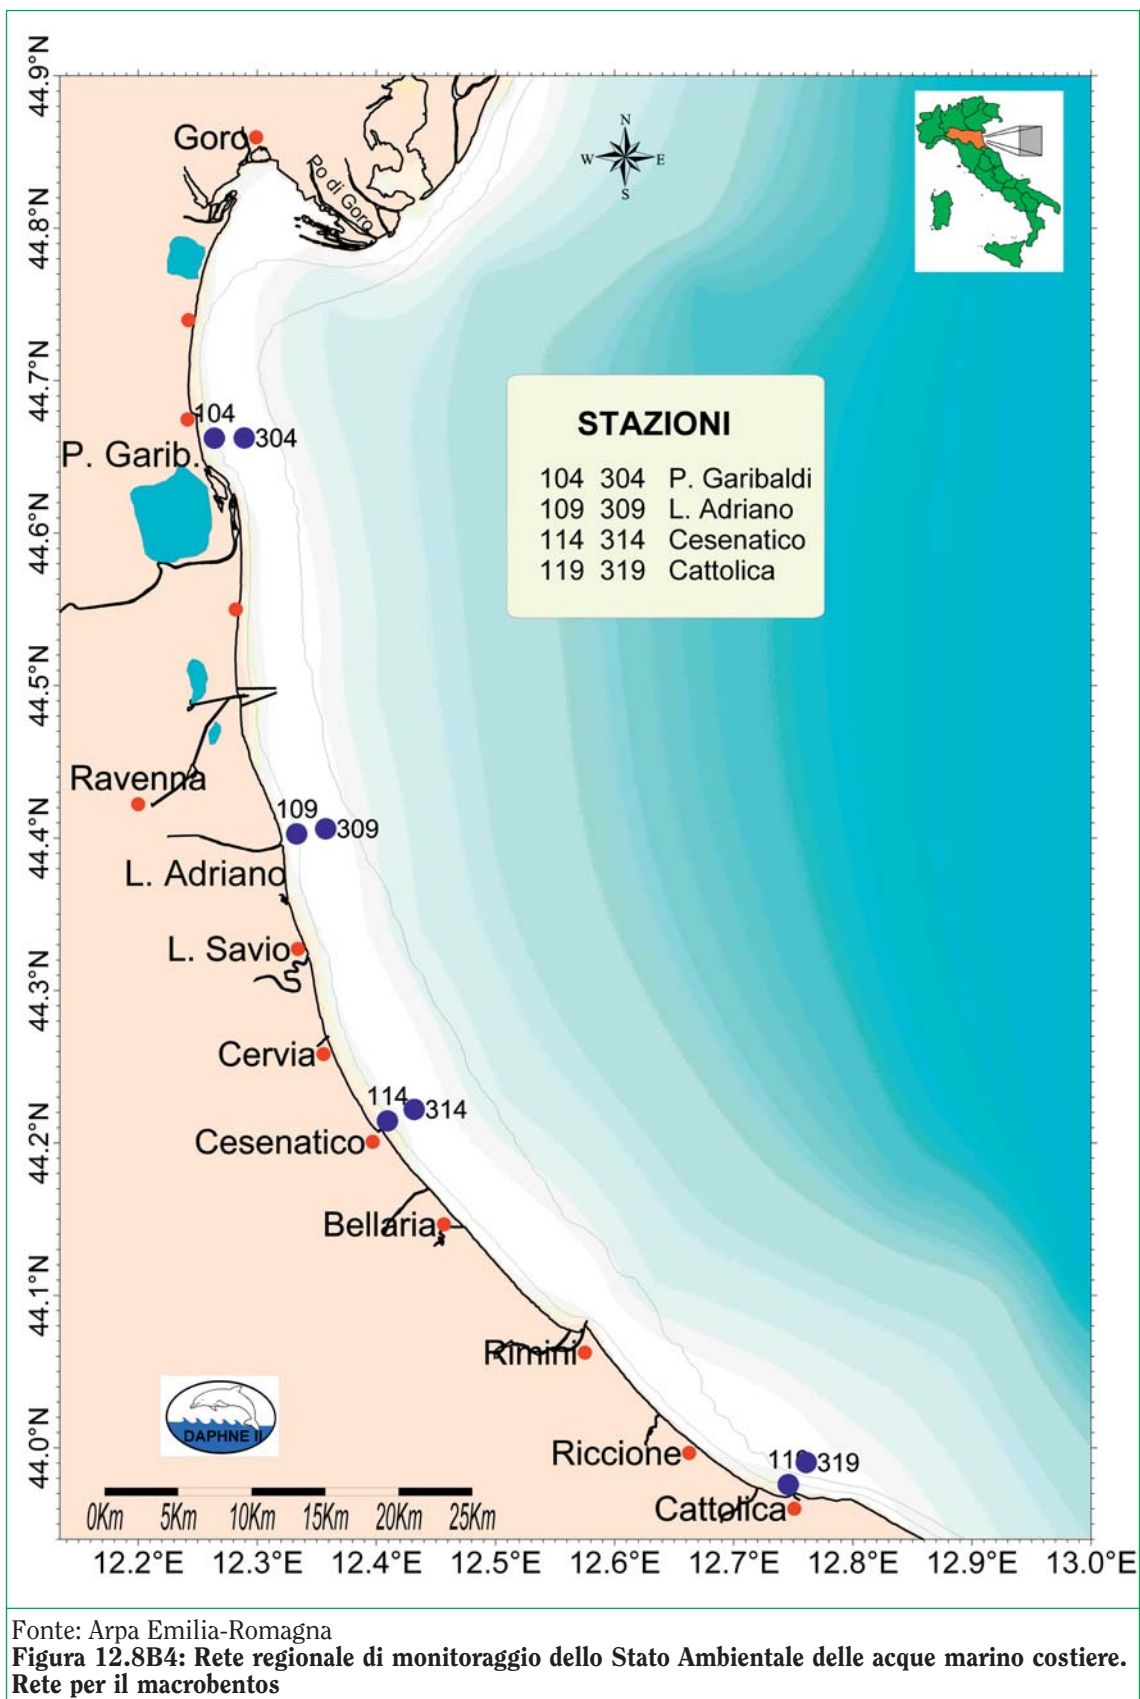 44.9°N
44.8°N
44.7°N
44.6°N
44.5°N
44.4°N
44.3°N
44.2°N
44.1°N
44.0°N
Goro
Po di Goro
N
W E
S
104
304
P. Garib.
STAZIONI
104 304 P. Garibaldi
109 309 L. Adriano
114 314 Cesenatico
119 319 Cattolica
Ravenna
109
309
L. Adriano
L. Savio
Cervia
114
314
Cesenatico
Bellaria
Rimini
Riccione
119
319
Cattolica
DAPHNE II
0Km 5Km 10Km 15Km 20Km 25Km
12.2°E 12.3°E 12.4°E 12.5°E 12.6°E 12.7°E 12.8°E 12.9°E 13.0°E
Fonte: Arpa Emilia-Romagna
Figura 12.8B4: Rete regionale di monitoraggio dello Stato Ambientale delle acque marino costiere.
Rete per il macrobentos